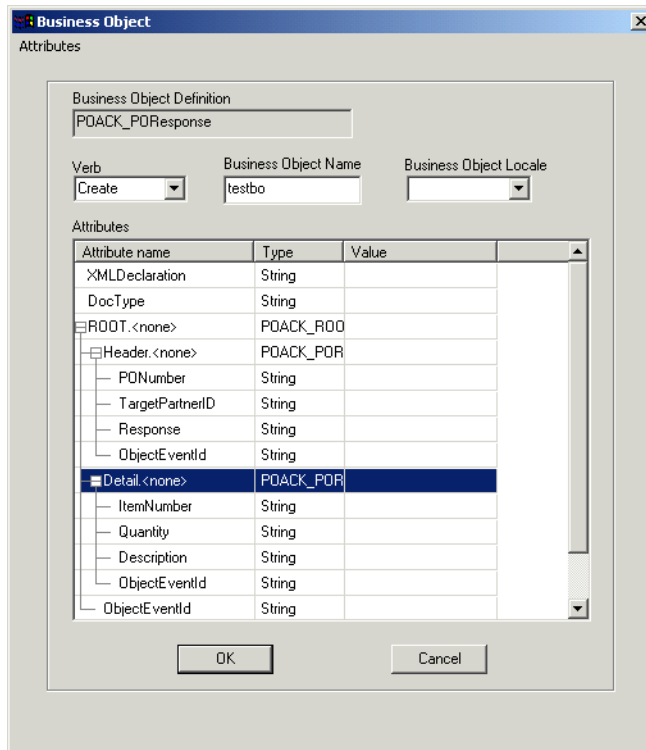 Business Object
Attributes
Business Object Definition
POACK_POResponse
Verb Business Object Name Business Object Locale
Create testbo
Attributes
Attribute name Type Value
XMLDeclaration String
DocType String
ROOT.<none> POACK_ROO
Header.<none> POACK_POR
PONumber String
TargetPartnerID String
Response String
ObjectEventId String
Detail.<none> POACK_POR
ItemNumber String
Quantity String
Description String
ObjectEventId String
ObjectEventId String
OK Cancel